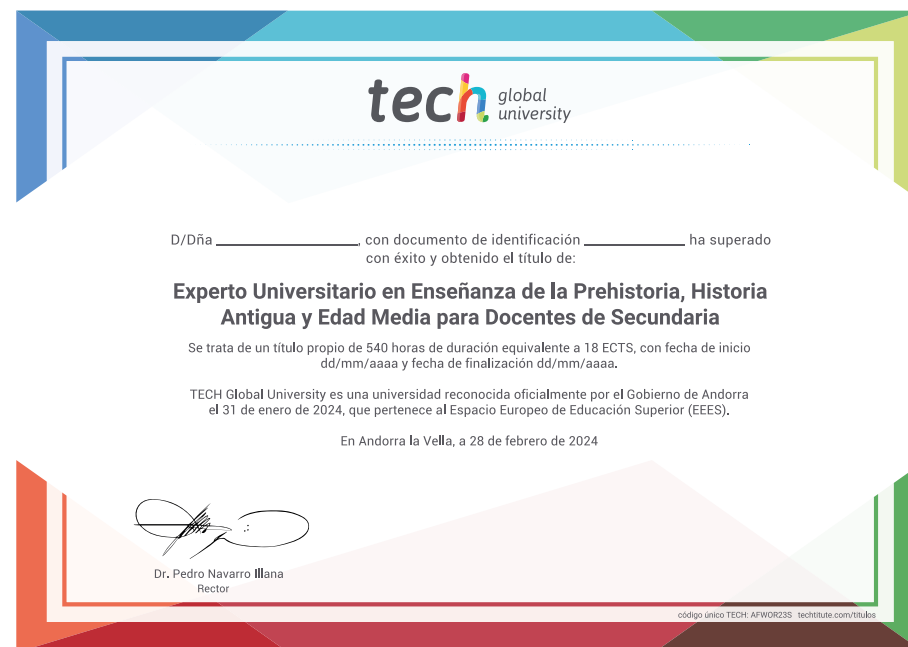 tech global
university
D/Dña ____________, con documento de identificación ____________ ha superado
con éxito y obtenido el título de:
Experto Universitario en Enseñanza de la Prehistoria, Historia
Antigua y Edad Media para Docentes de Secundaria
Se trata de un título propio de 540 horas de duración equivalente a 18 ECTS, con fecha de inicio
dd/mm/aaaa y fecha de finalización dd/mm/aaaa.
TECH Global University es una universidad reconocida oficialmente por el Gobierno de Andorra
el 31 de enero de 2024, que pertenece al Espacio Europeo de Educación Superior (EEES).
En Andorra la Vella, a 28 de febrero de 2024
Dr. Pedro Navarro Illana
Rector
código único TECH: AFWOR23S techtitute.com/titulos